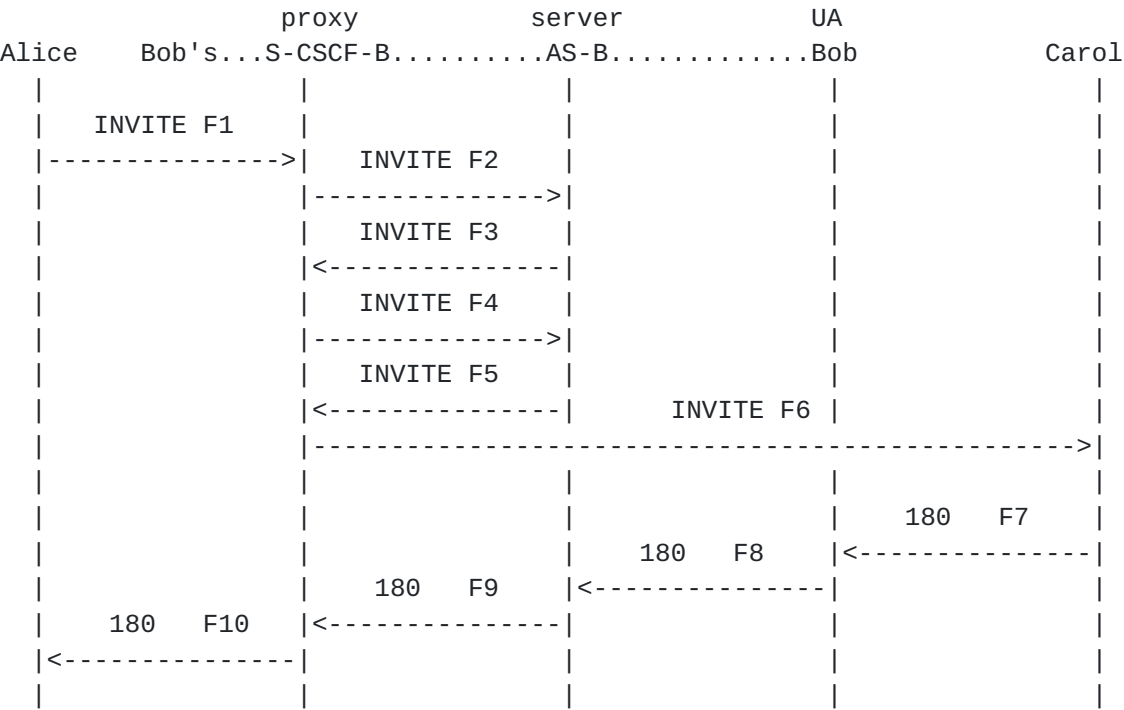 proxy           server            UA
Alice    Bob's...S-CSCF-B..........AS-B.............Bob            Carol
  |                |                |                |                |
  |   INVITE F1    |                |                |                |
  |--------------->|   INVITE F2    |                |                |
  |                |--------------->|                |                |
  |                |   INVITE F3    |                |                |
  |                |<---------------|                |                |
  |                |   INVITE F4    |                |                |
  |                |--------------->|                |                |
  |                |   INVITE F5    |                |                |
  |                |<---------------|      INVITE F6 |                |
  |                |------------------------------------------------->|
  |                |                |                |                |
  |                |                |                |    180   F7    |
  |                |                |    180   F8    |<---------------|
  |                |    180   F9    |<---------------|                |
  |    180   F10   |<---------------|                |                |
  |<---------------|                |                |                |
  |                |                |                |                |